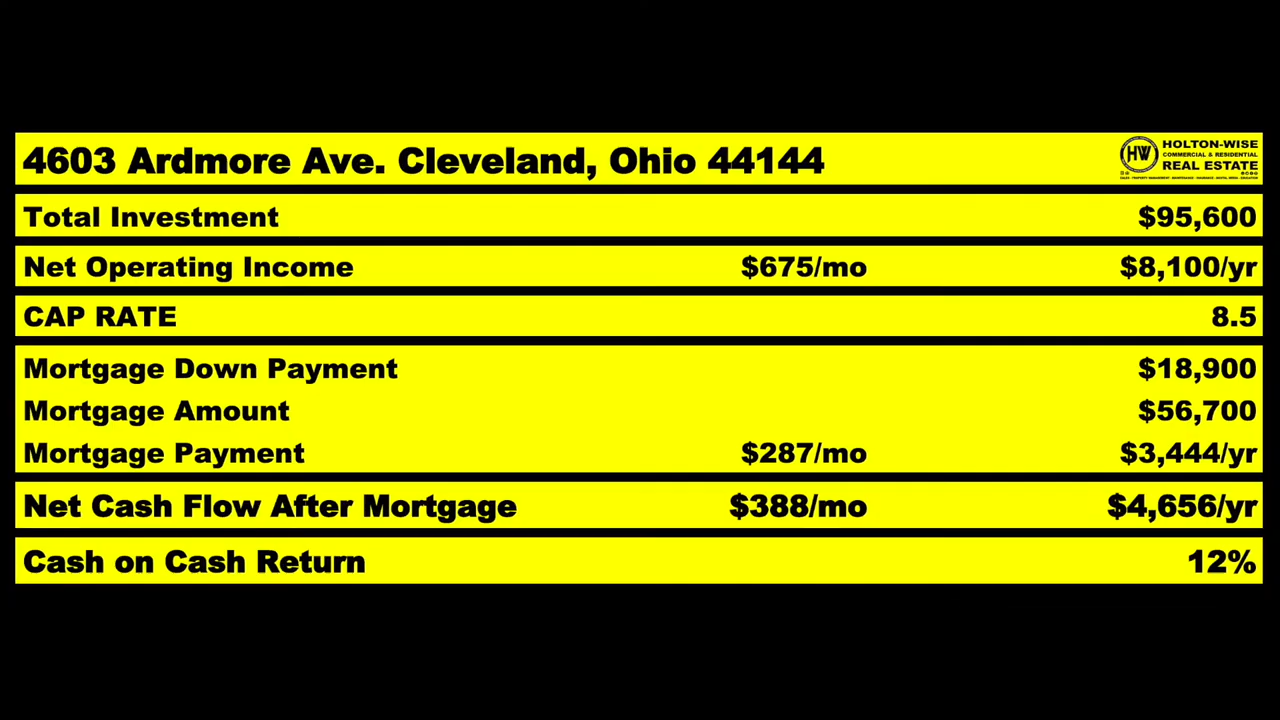 4603 Ardmore Ave. Cleveland, Ohio 44144
HW
HOLTON-WISE
COMMERCIAL & RESIDENTIAL
REAL ESTATE
Total Investment $95,600
Net Operating Income $675/mo $8,100/yr
CAP RATE 8.5
Mortgage Down Payment $18,900
Mortgage Amount $56,700
Mortgage Payment $287/mo $3,444/yr
Net Cash Flow After Mortgage $388/mo $4,656/yr
Cash on Cash Return 12%